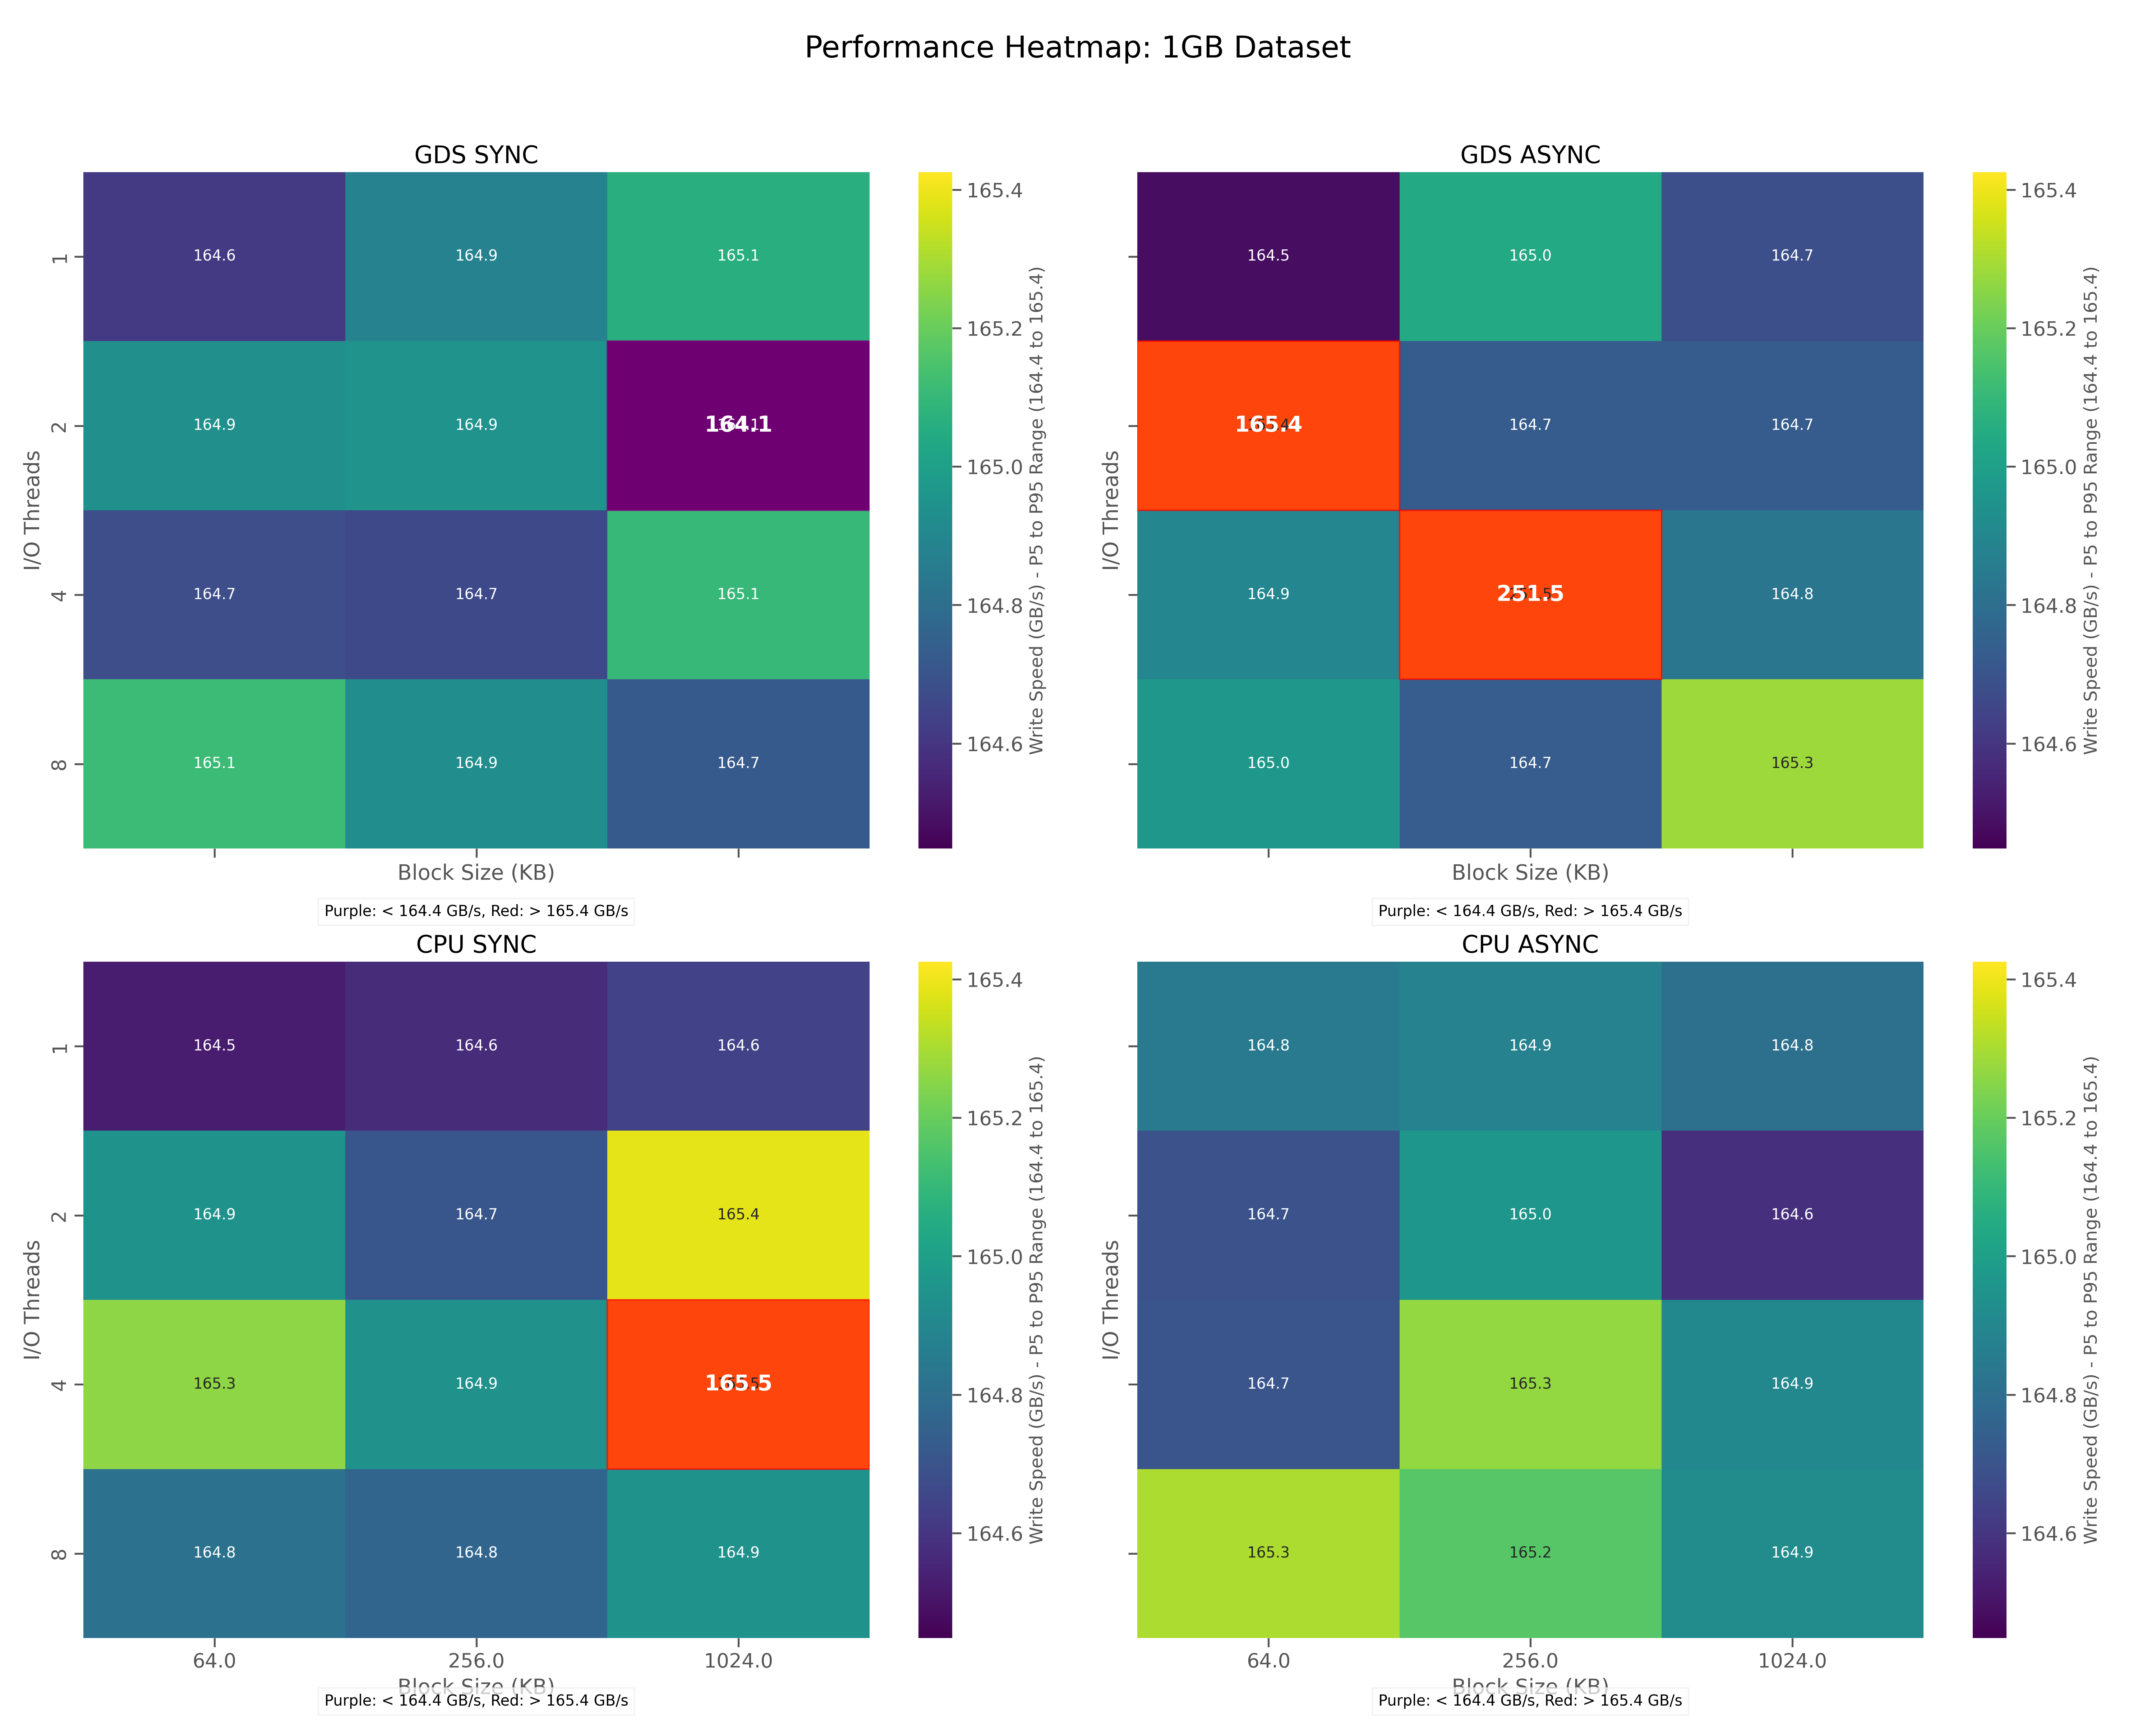 Performance Heatmap: 1GB Dataset
GDS SYNC
164.6 164.9 165.1
164.9 164.9 164.1
164.7 164.7 165.1
165.1 164.9 164.7
1
2
4
8
I/O Threads
Block Size (KB)
165.4
165.2
165.0
164.8
164.6
Write Speed (GB/s) - P5 to P95 Range (164.4 to 165.4)
Purple: < 164.4 GB/s, Red: > 165.4 GB/s
GDS ASYNC
164.5 165.0 164.7
165.4 164.7 164.7
164.9 251.5 164.8
165.0 164.7 165.3
I/O Threads
Block Size (KB)
165.4
165.2
165.0
164.8
164.6
Write Speed (GB/s) - P5 to P95 Range (164.4 to 165.4)
Purple: < 164.4 GB/s, Red: > 165.4 GB/s
CPU SYNC
164.5 164.6 164.6
164.9 164.7 165.4
165.3 164.9 165.5
164.8 164.8 164.9
1
2
4
8
I/O Threads
64.0 256.0 1024.0
Block Size (KB)
165.4
165.2
165.0
164.8
164.6
Write Speed (GB/s) - P5 to P95 Range (164.4 to 165.4)
Purple: < 164.4 GB/s, Red: > 165.4 GB/s
CPU ASYNC
164.8 164.9 164.8
164.7 165.0 164.6
164.7 165.3 164.9
165.3 165.2 164.9
I/O Threads
64.0 256.0 1024.0
Block Size (KB)
165.4
165.2
165.0
164.8
164.6
Write Speed (GB/s) - P5 to P95 Range (164.4 to 165.4)
Purple: < 164.4 GB/s, Red: > 165.4 GB/s